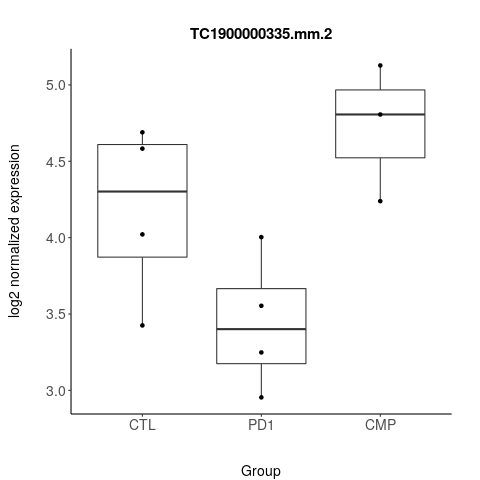 TC1900000335.mm.2
log2 normalized expression
5.0
4.5
4.0
3.5
3.0
CTL PD1 CMP
Group